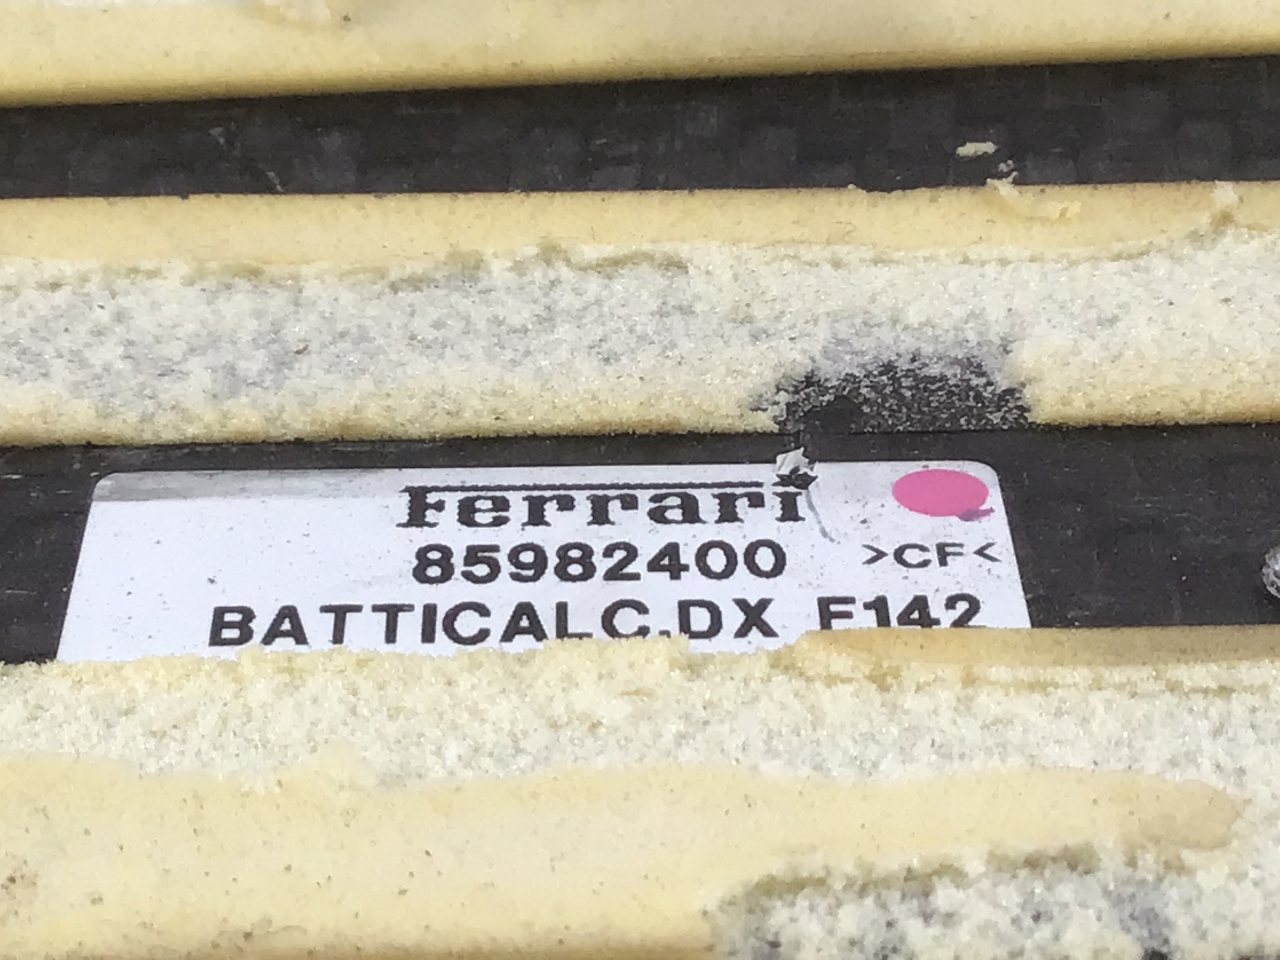 Ferrari
85982400 >CF<
BATTICALC.DX F142